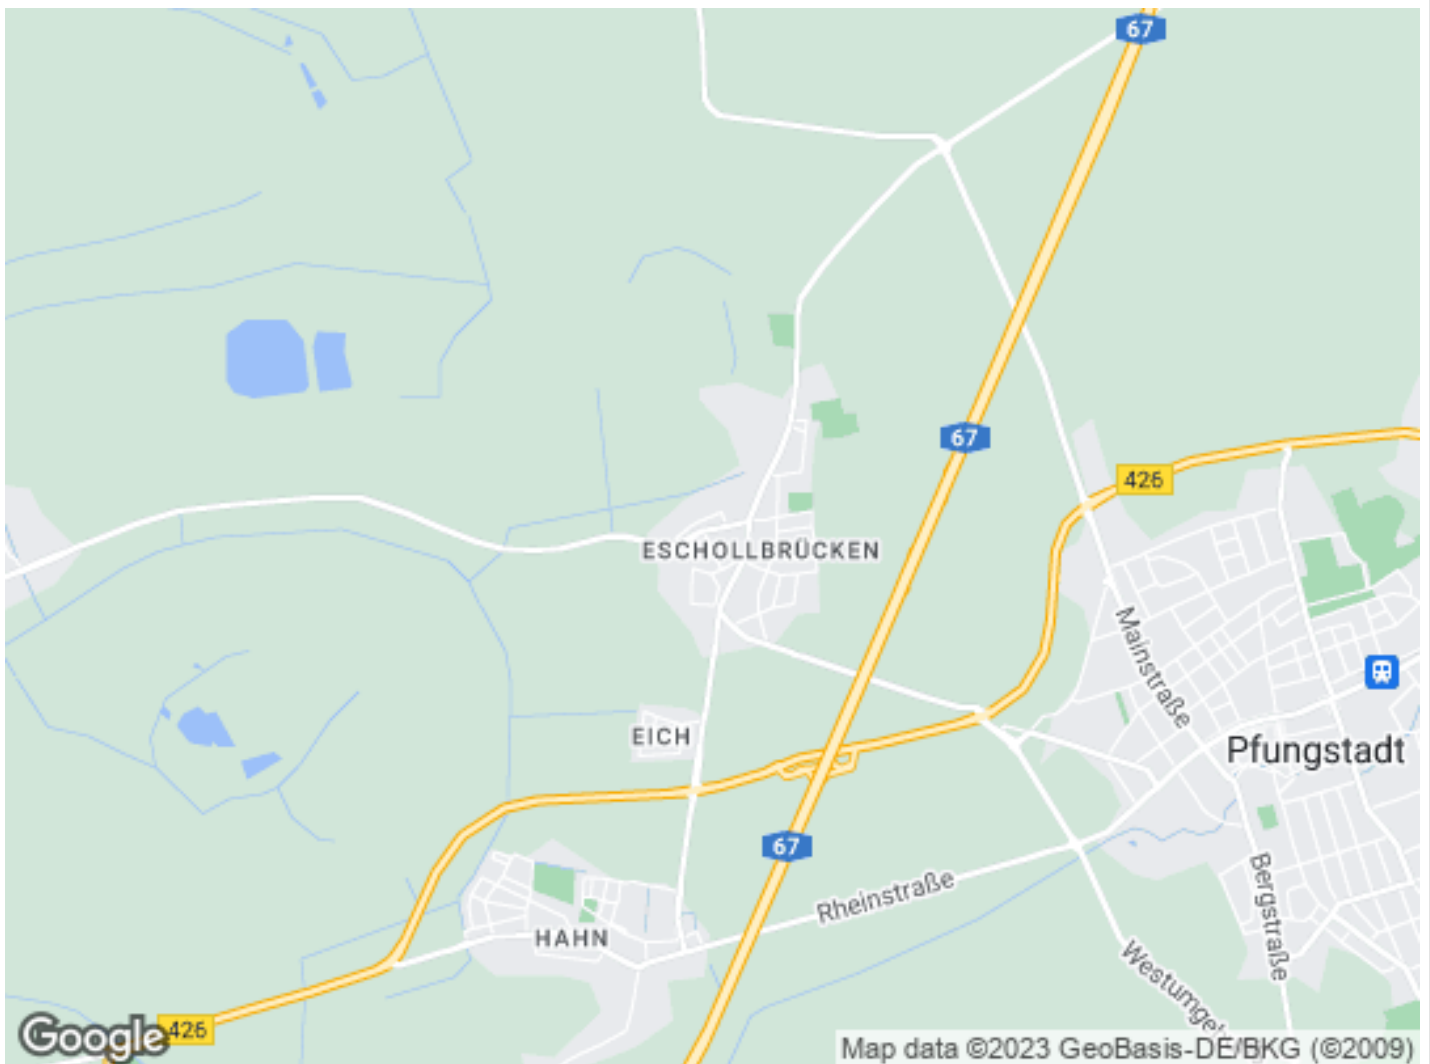 67
67
426
ESCHOLLBRÜCKEN
Mainstraße
EICH
Pfungstadt
67
Rheinstraße
Bergstraße
HAHN
Google
426
Map data ©2023 GeoBasis-DE/BKG (©2009)